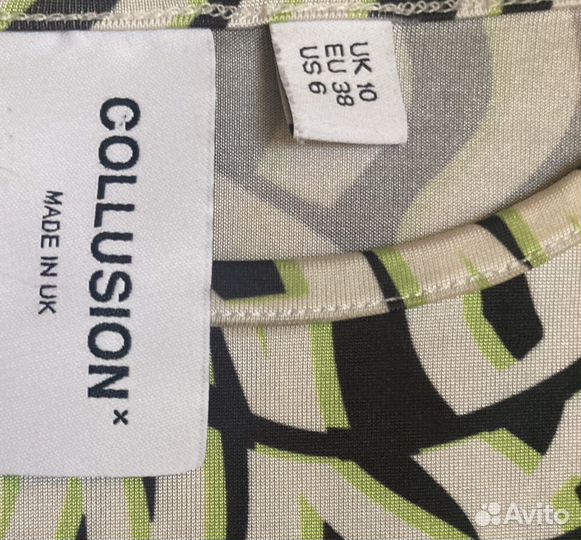 COLLUSION x
MADE IN UK
UK 10
EU 38
US 6
Avito